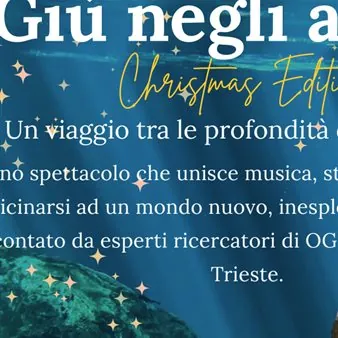 Giù negli a
Christmas Editi
Un viaggio tra le profondità
no spettacolo che unisce musica, st
icinarsi ad un mondo nuovo, inesplo
contato da esperti ricercatori di OG
Trieste.